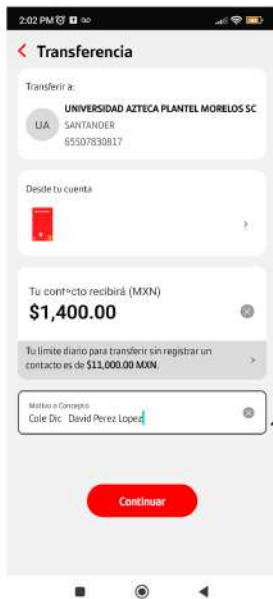 2:02 PM
Transferencia
Transferir a:
UNIVERSIDAD AZTECA PLANTEL MORELOS SC
UA
SANTANDER
65507830817
Desde tu cuenta
Tu contacto recibirá (MXN)
$1,400.00
Tu límite diario para transferir sin registrar un
contacto es de $11,000.00 MXN.
Motivo o Concepto
Cole Dic David Perez Lopez
Continuar